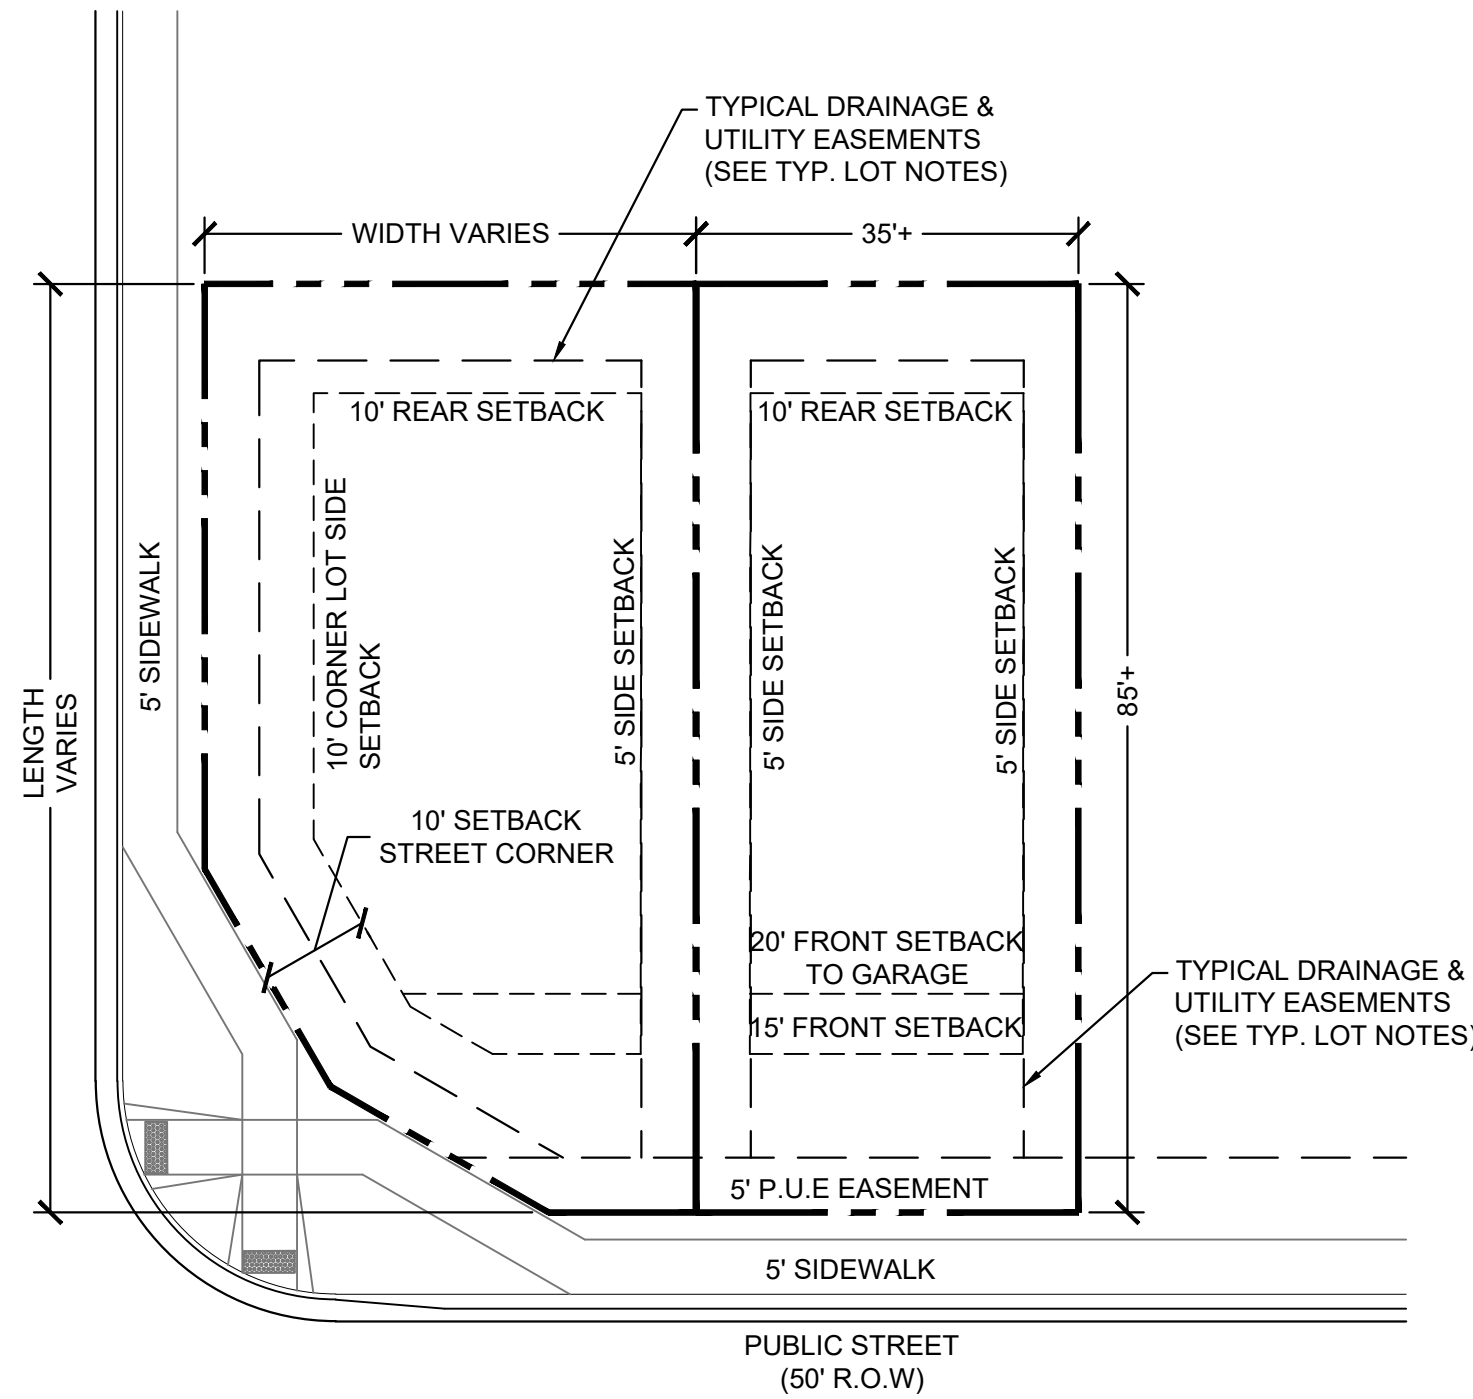 TYPICAL DRAINAGE &
UTILITY EASEMENTS
(SEE TYP. LOT NOTES)
WIDTH VARIES
35'+
10' REAR SETBACK
10' REAR SETBACK
LENGTH
VARIES
5' SIDEWALK
10' CORNER LOT SIDE
SETBACK
5' SIDE SETBACK
5' SIDE SETBACK
5' SIDE SETBACK
85'+
10' SETBACK
STREET CORNER
20' FRONT SETBACK
TO GARAGE
15' FRONT SETBACK
TYPICAL DRAINAGE &
UTILITY EASEMENTS
(SEE TYP. LOT NOTES)
5' P.U.E EASEMENT
5' SIDEWALK
PUBLIC STREET
(50' R.O.W)